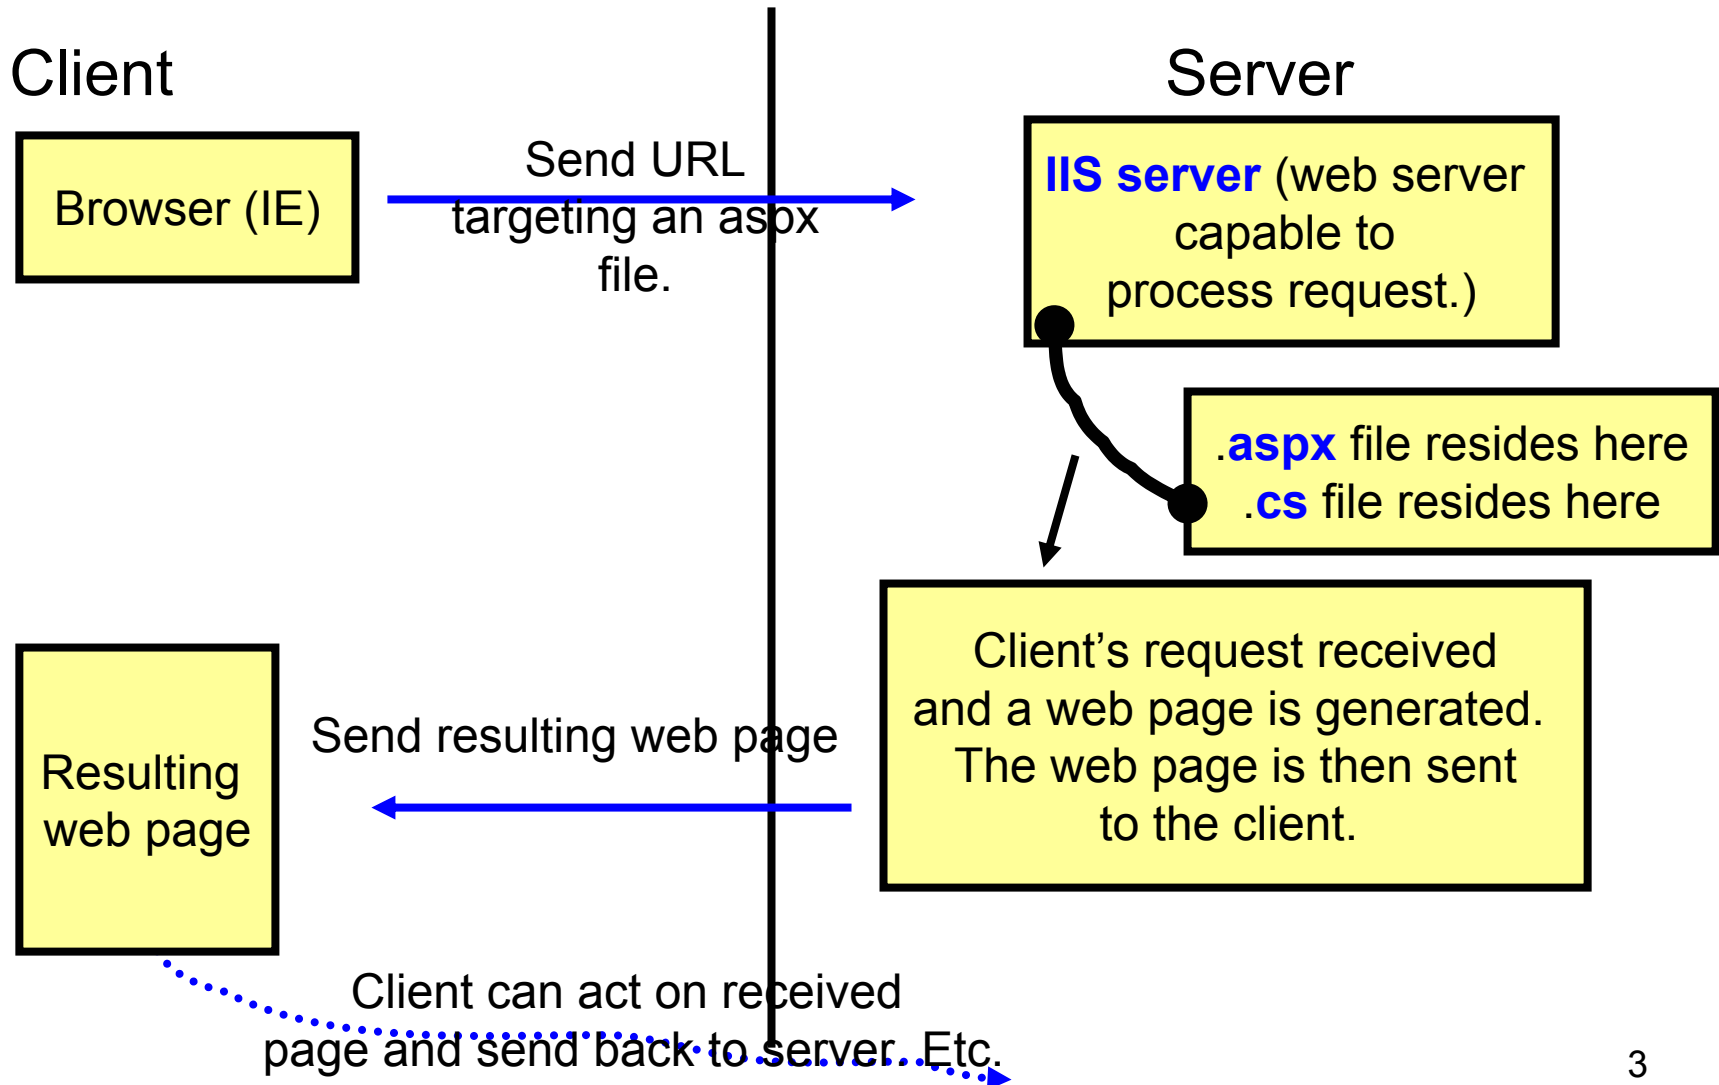 Client
Server
Browser (IE)
Send URL
targeting an aspx
file.
IIS server (web server
capable to
process request.)
.aspx file resides here
.cs file resides here
Client’s request received
and a web page is generated.
The web page is then sent
to the client.
Send resulting web page
Resulting
web page
Client can act on received
page and send back to server. Etc.
3